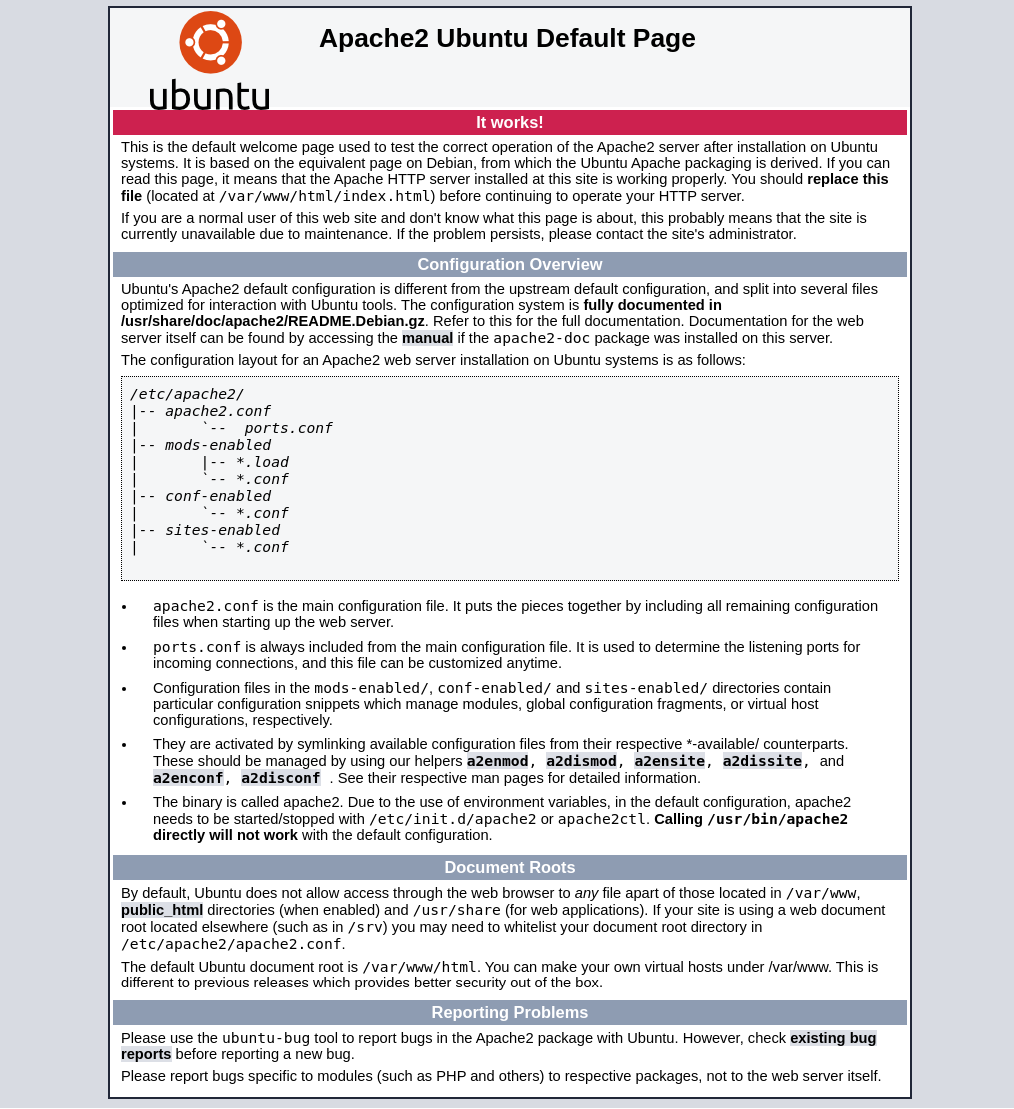 Apache2 Ubuntu Default Page
ubuntu
It works!
This is the default welcome page used to test the correct operation of the Apache2 server after installation on Ubuntu
systems. It is based on the equivalent page on Debian, from which the Ubuntu Apache packaging is derived. If you can
read this page, it means that the Apache HTTP server installed at this site is working properly. You should replace this
file (located at /var/www/html/index.html) before continuing to operate your HTTP server.
If you are a normal user of this web site and don't know what this page is about, this probably means that the site is
currently unavailable due to maintenance. If the problem persists, please contact the site's administrator.
Configuration Overview
Ubuntu's Apache2 default configuration is different from the upstream default configuration, and split into several files
optimized for interaction with Ubuntu tools. The configuration system is fully documented in
/usr/share/doc/apache2/README.Debian.gz. Refer to this for the full documentation. Documentation for the web
server itself can be found by accessing the manual if the apache2-doc package was installed on this server.
The configuration layout for an Apache2 web server installation on Ubuntu systems is as follows:
/etc/apache2/
|-- apache2.conf
|       `--  ports.conf
|-- mods-enabled
|       |-- *.load
|       `-- *.conf
|-- conf-enabled
|       `-- *.conf
|-- sites-enabled
|       `-- *.conf
• apache2.conf is the main configuration file. It puts the pieces together by including all remaining configuration
files when starting up the web server.
• ports.conf is always included from the main configuration file. It is used to determine the listening ports for
incoming connections, and this file can be customized anytime.
• Configuration files in the mods-enabled/, conf-enabled/ and sites-enabled/ directories contain
particular configuration snippets which manage modules, global configuration fragments, or virtual host
configurations, respectively.
• They are activated by symlinking available configuration files from their respective *-available/ counterparts.
These should be managed by using our helpers a2enmod, a2dismod, a2ensite, a2dissite, and
a2enconf, a2disconf . See their respective man pages for detailed information.
• The binary is called apache2. Due to the use of environment variables, in the default configuration, apache2
needs to be started/stopped with /etc/init.d/apache2 or apache2ctl. Calling /usr/bin/apache2
directly will not work with the default configuration.
Document Roots
By default, Ubuntu does not allow access through the web browser to any file apart of those located in /var/www,
public_html directories (when enabled) and /usr/share (for web applications). If your site is using a web document
root located elsewhere (such as in /srv) you may need to whitelist your document root directory in
/etc/apache2/apache2.conf.
The default Ubuntu document root is /var/www/html. You can make your own virtual hosts under /var/www. This is
different to previous releases which provides better security out of the box.
Reporting Problems
Please use the ubuntu-bug tool to report bugs in the Apache2 package with Ubuntu. However, check existing bug
reports before reporting a new bug.
Please report bugs specific to modules (such as PHP and others) to respective packages, not to the web server itself.